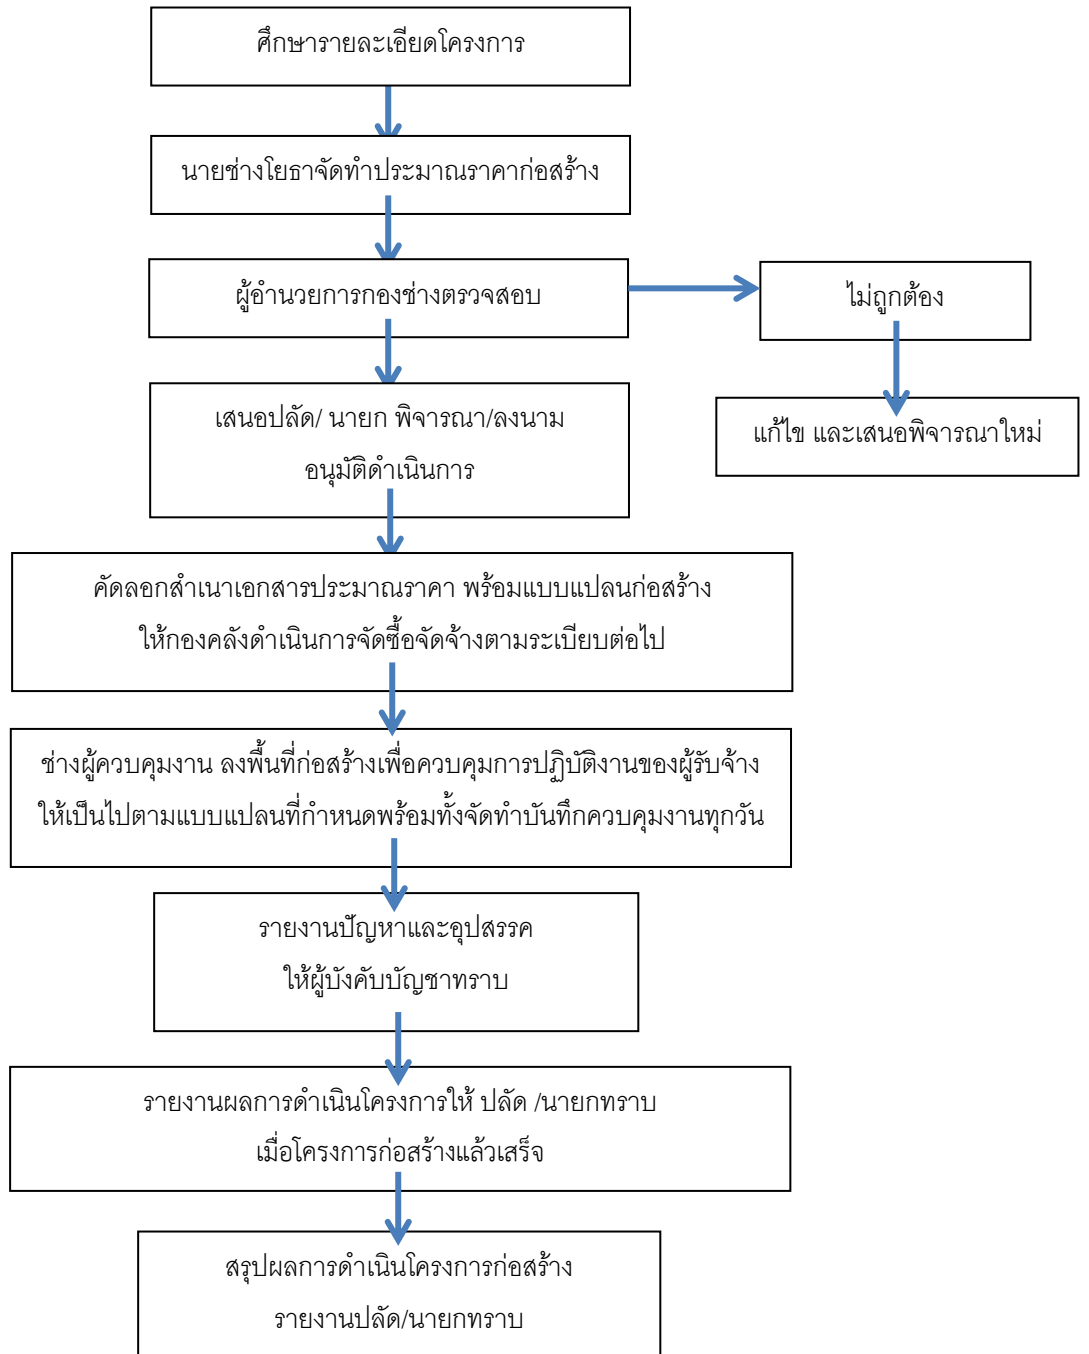 ศึกษารายละเอียดโครงการ
นายช่างโยธาจัดทำประมาณราคาก่อสร้าง
ผู้อำนวยการกองช่างตรวจสอบ
ไม่ถูกต้อง
แก้ไข และเสนอพิจารณาใหม่
เสนอปลัด/ นายก พิจารณา/ลงนาม
อนุมัติดำเนินการ
คัดลอกสำเนาเอกสารประมาณราคา พร้อมแบบแปลนก่อสร้าง
ให้กองคลังดำเนินการจัดซื้อจัดจ้างตามระเบียบต่อไป
ช่างผู้ควบคุมงาน ลงพื้นที่ก่อสร้างเพื่อควบคุมการปฏิบัติงานของผู้รับจ้าง
ให้เป็นไปตามแบบแปลนที่กำหนดพร้อมทั้งจัดทำบันทึกควบคุมงานทุกวัน
รายงานปัญหาและอุปสรรค
ให้ผู้บังคับบัญชาทราบ
รายงานผลการดำเนินโครงการให้ ปลัด /นายกทราบ
เมื่อโครงการก่อสร้างแล้วเสร็จ
สรุปผลการดำเนินโครงการก่อสร้าง
รายงานปลัด/นายกทราบ